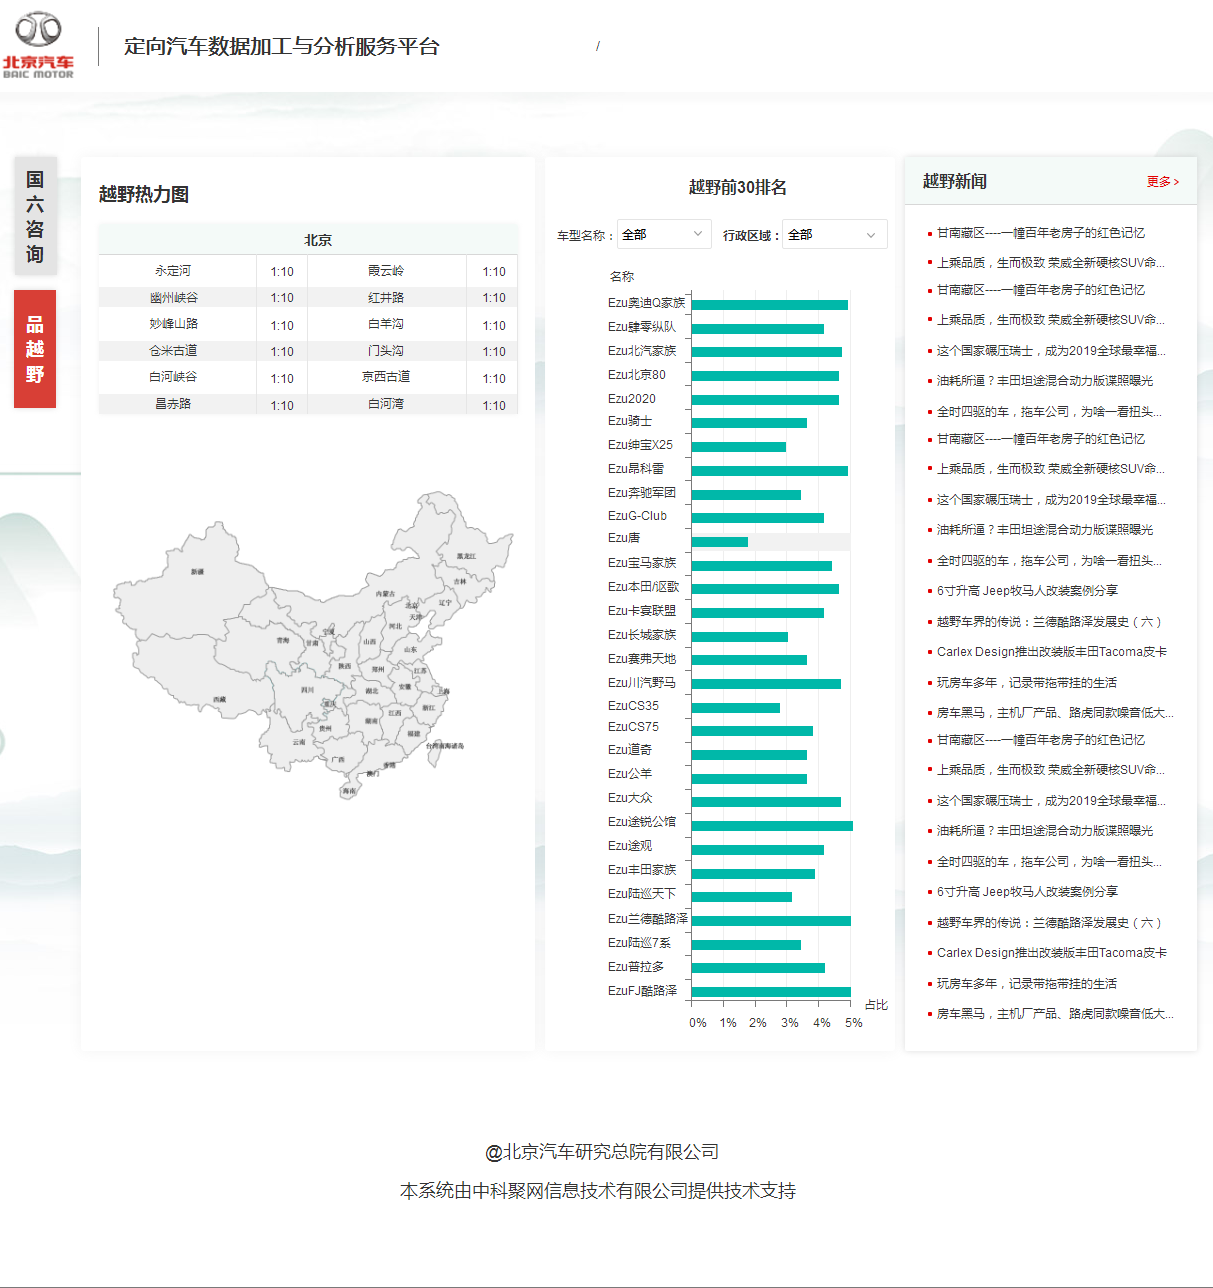 北京汽车
BAIC MOTOR
定向汽车数据加工与分析服务平台
/
国六咨询
品越野
越野热力图
北京
永定河 1:10 霞云岭 1:10
幽州峡谷 1:10 红井路 1:10
妙峰山路 1:10 白羊沟 1:10
仓米古道 1:10 门头沟 1:10
白河峡谷 1:10 京西古道 1:10
昌赤路 1:10 白河湾 1:10
黑龙江
新疆
吉林
内蒙古
辽宁
北京
天津
河北
宁夏
青海
甘肃
山西
山东
陕西
郑州
江苏
西藏
四川
湖北
安徽
上海
重庆
浙江
江西
湖南
贵州
福建
云南
台湾南海诸岛
广西
香港
澳门
海南
越野前30排名
车型名称： 全部 行政区域： 全部
名称
Ezu奥迪Q家族
Ezu肆零纵队
Ezu北汽家族
Ezu北京80
Ezu2020
Ezu骑士
Ezu绅宝X25
Ezu昂科雷
Ezu奔驰军团
EzuG-Club
Ezu唐
Ezu宝马家族
Ezu本田/讴歌
Ezu卡宴联盟
Ezu长城家族
Ezu赛弗天地
Ezu川汽野马
EzuCS35
EzuCS75
Ezu道奇
Ezu公羊
Ezu大众
Ezu途锐公馆
Ezu途观
Ezu丰田家族
Ezu陆巡天下
Ezu兰德酷路泽
Ezu陆巡7系
Ezu普拉多
EzuFJ酷路泽
占比
0% 1% 2% 3% 4% 5%
越野新闻 更多 >
甘南藏区----一幢百年老房子的红色记忆
上乘品质，生而极致 荣威全新硬核SUV命...
甘南藏区----一幢百年老房子的红色记忆
上乘品质，生而极致 荣威全新硬核SUV命...
这个国家碾压瑞士，成为2019全球最幸福...
油耗所逼？丰田坦途混合动力版谍照曝光
全时四驱的车，拖车公司，为啥一看扭头...
甘南藏区----一幢百年老房子的红色记忆
上乘品质，生而极致 荣威全新硬核SUV命...
这个国家碾压瑞士，成为2019全球最幸福...
油耗所逼？丰田坦途混合动力版谍照曝光
全时四驱的车，拖车公司，为啥一看扭头...
6寸升高 Jeep牧马人改装案例分享
越野车界的传说：兰德酷路泽发展史（六）
Carlex Design推出改装版丰田Tacoma皮卡
玩房车多年，记录带拖带挂的生活
房车黑马，主机厂产品、路虎同款噪音低大...
甘南藏区----一幢百年老房子的红色记忆
上乘品质，生而极致 荣威全新硬核SUV命...
这个国家碾压瑞士，成为2019全球最幸福...
油耗所逼？丰田坦途混合动力版谍照曝光
全时四驱的车，拖车公司，为啥一看扭头...
6寸升高 Jeep牧马人改装案例分享
越野车界的传说：兰德酷路泽发展史（六）
Carlex Design推出改装版丰田Tacoma皮卡
玩房车多年，记录带拖带挂的生活
房车黑马，主机厂产品、路虎同款噪音低大...
@北京汽车研究总院有限公司
本系统由中科聚网信息技术有限公司提供技术支持